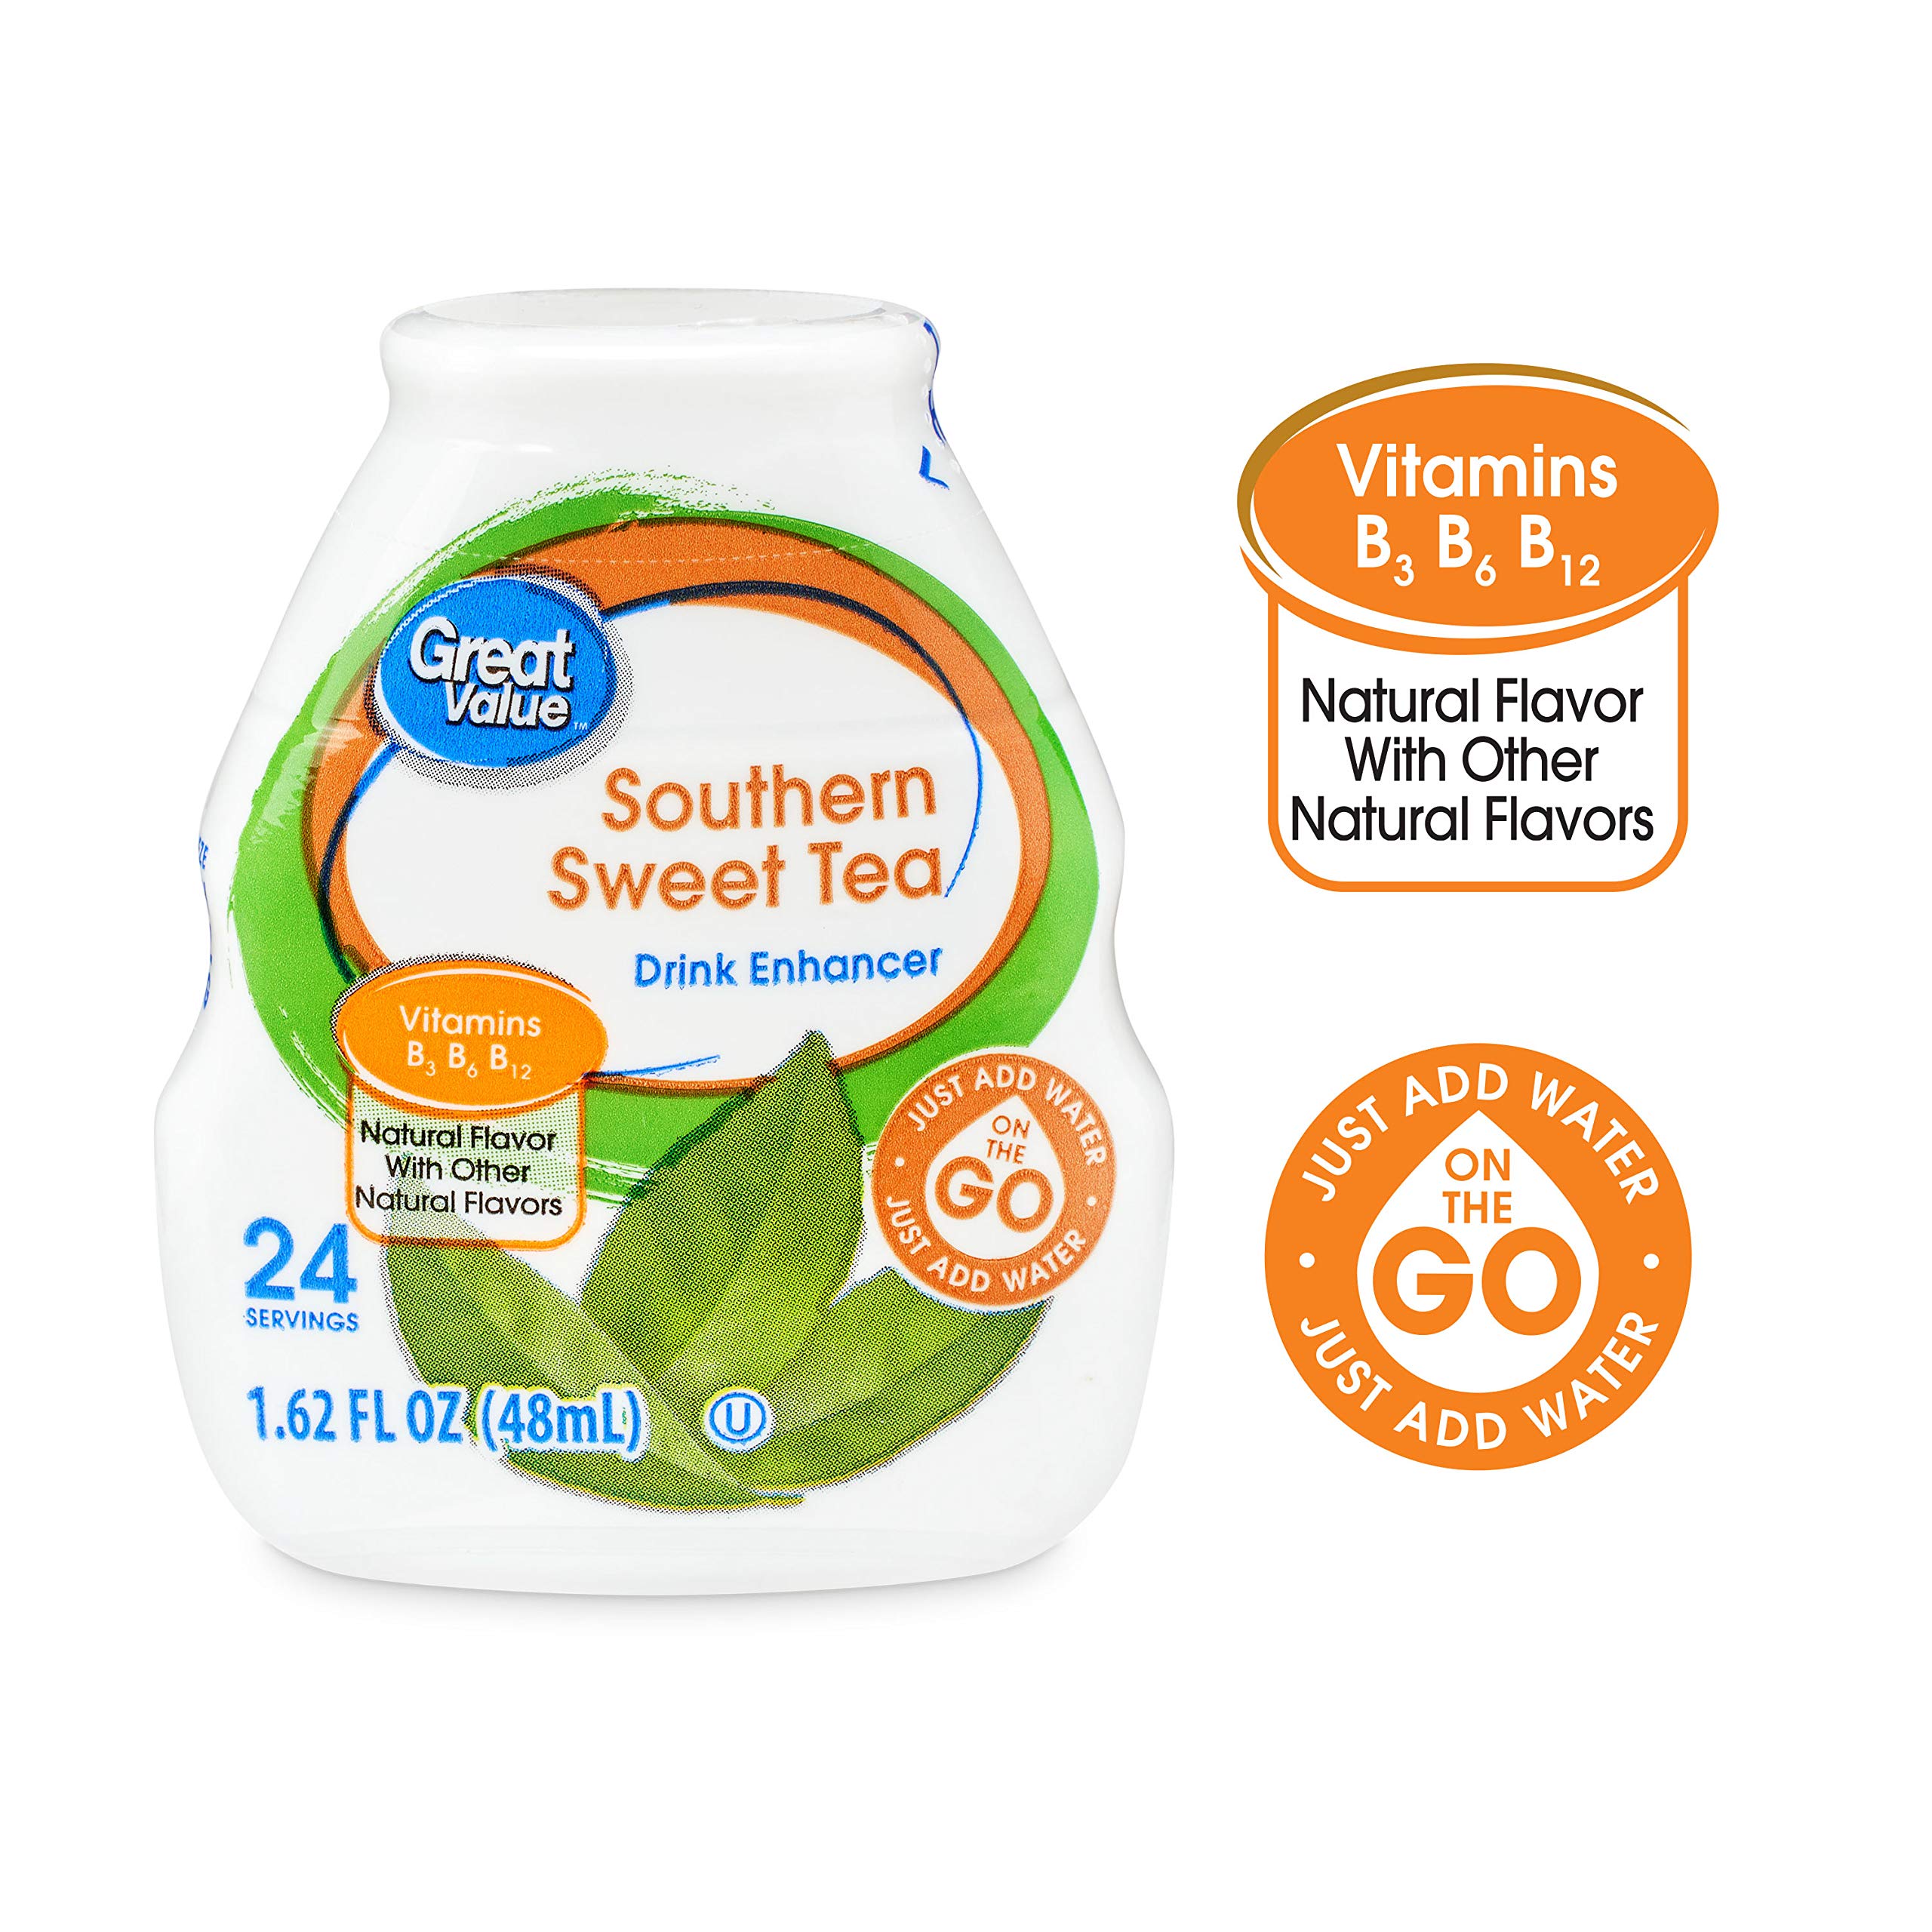 Great
Value™
Southern
Sweet Tea
Drink Enhancer
Vitamins
B3 B6 B12
Natural Flavor
With Other
Natural Flavors
JUST ADD WATER
ON
THE
GO
JUST ADD WATER
24
SERVINGS
1.62 FL OZ (48mL)
U
Vitamins
B3 B6 B12
Natural Flavor
With Other
Natural Flavors
JUST ADD WATER
ON
THE
GO
JUST ADD WATER